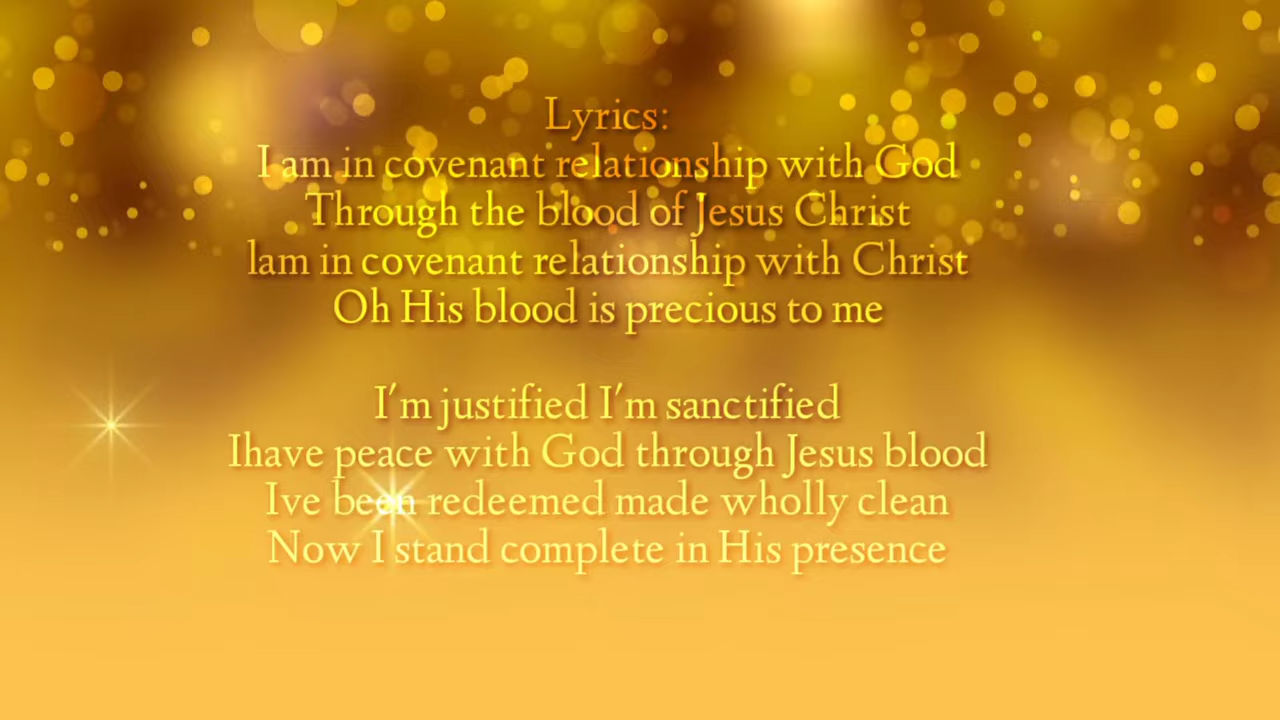 Lyrics:
I am in covenant relationship with God
Through the blood of Jesus Christ
lam in covenant relationship with Christ
Oh His blood is precious to me
I'm justified I'm sanctified
Ihave peace with God through Jesus blood
Ive been redeemed made wholly clean
Now I stand complete in His presence